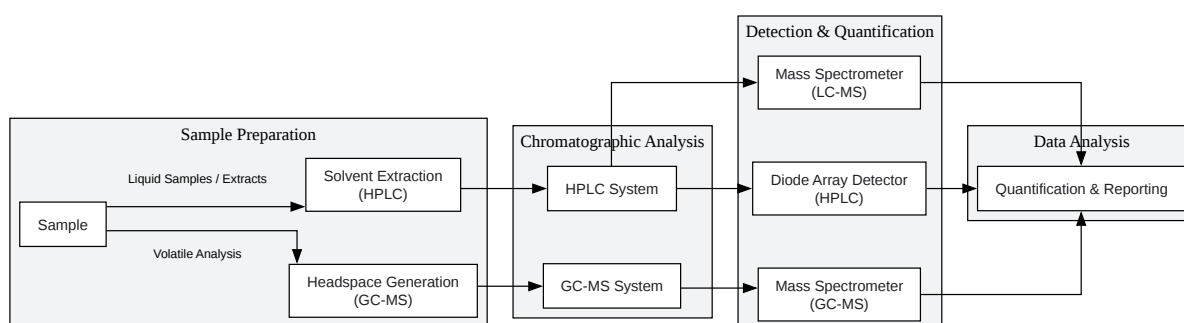 Detection & Quantification
Mass Spectrometer
(LC-MS)
Sample Preparation
Chromatographic Analysis
Data Analysis
Liquid Samples / Extracts
Solvent Extraction
(HPLC)
HPLC System
Diode Array Detector
(HPLC)
Quantification & Reporting
Sample
Volatile Analysis
Headspace Generation
(GC-MS)
GC-MS System
Mass Spectrometer
(GC-MS)